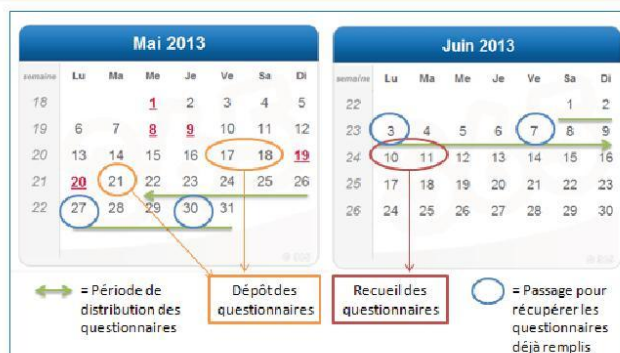 Mai 2013
semaine Lu Ma Me Je Ve Sa Di
18 1 2 3 4 5
19 6 7 8 9 10 11 12
20 13 14 15 16 17 18 19
21 20 21 22 23 24 25 26
22 27 28 29 30 31
Juin 2013
semaine Lu Ma Me Je Ve Sa Di
22 1 2
23 3 4 5 6 7 8 9
24 10 11 12 13 14 15 16
25 17 18 19 20 21 22 23
26 24 25 26 27 28 29 30
= Période de
distribution des
questionnaires
Dépôt des
questionnaires
Recueil des
questionnaires
= Passage pour
récupérer les
questionnaires
déjà remplis